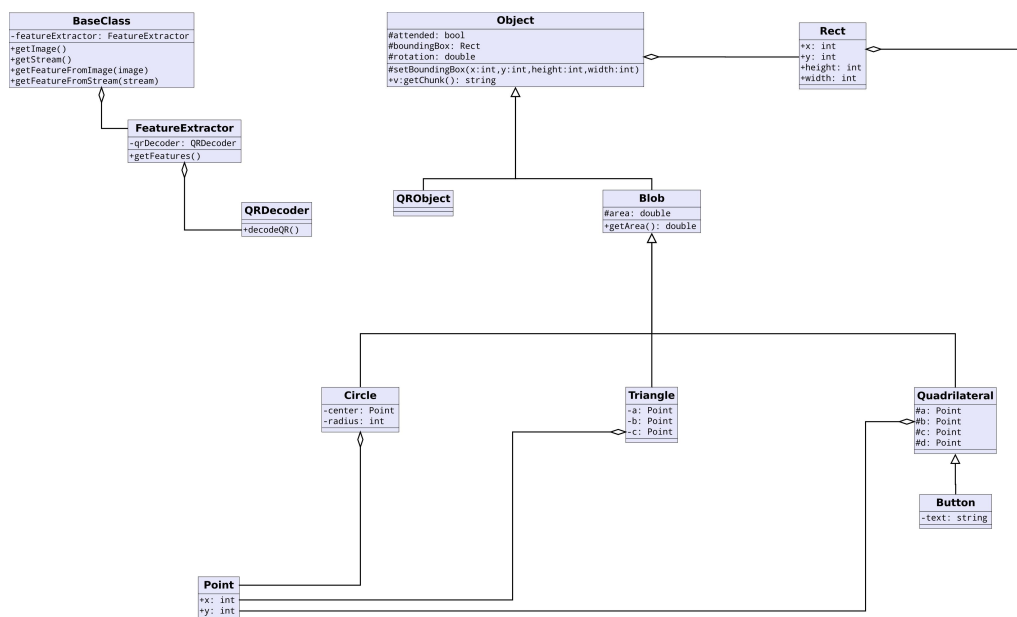 BaseClass
-featureExtractor: FeatureExtractor
+getImage()
+getStream()
+getFeatureFromImage(image)
+getFeatureFromStream(stream)
FeatureExtractor
-qrDecoder: QRDecoder
+getFeatures()
QRDecoder
+decodeQR()
Object
#attended: bool
#boundingBox: Rect
#rotation: double
#setBoundingBox(x:int,y:int,height:int,width:int)
+v:getChunk(): string
Rect
+x: int
+y: int
+height: int
+width: int
QRObject
Blob
#area: double
+getArea(): double
Circle
-center: Point
-radius: int
Triangle
-a: Point
-b: Point
-c: Point
Quadrilateral
#a: Point
#b: Point
#c: Point
#d: Point
Button
-text: string
Point
+x: int
+y: int